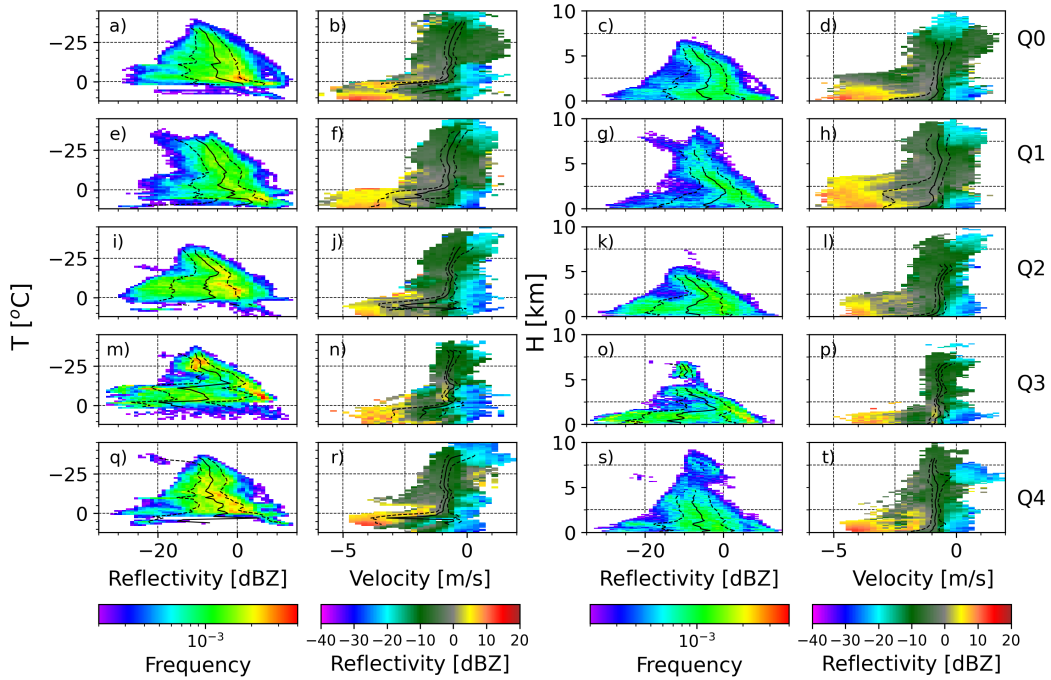 a) b) c) d) Q0
−25 0 10 5 0
e) f) g) h) Q1
−25 0 10 5 0
i) j) k) l) Q2
−25 0 10 5 0
T [°C] H [km]
m) n) o) p) Q3
−25 0 10 5 0
q) r) s) t) Q4
−25 0 10 5 0
−20 0 −5 0 −20 0 −5 0
Reflectivity [dBZ] Velocity [m/s] Reflectivity [dBZ] Velocity [m/s]
10⁻³ −40 −30 −20 −10 0 10 20 10⁻³ −40 −30 −20 −10 0 10 20
Frequency Reflectivity [dBZ] Frequency Reflectivity [dBZ]